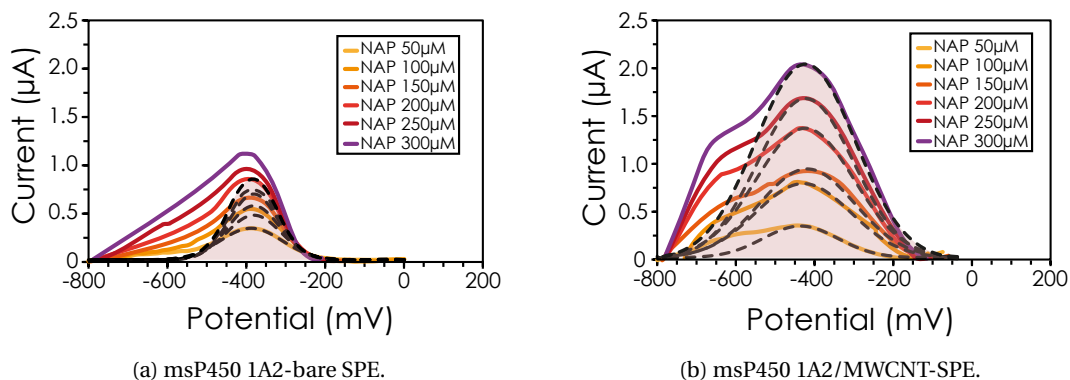 2.5
2.0
1.5
1.0
0.5
0
Current (µA)
-800
-600
-400
-200
0
200
Potential (mV)
NAP 50µM
NAP 100µM
NAP 150µM
NAP 200µM
NAP 250µM
NAP 300µM
(a) msP450 1A2-bare SPE.
2.5
2.0
1.5
1.0
0.5
0
Current (µA)
-800
-600
-400
-200
0
200
Potential (mV)
NAP 50µM
NAP 100µM
NAP 150µM
NAP 200µM
NAP 250µM
NAP 300µM
(b) msP450 1A2/MWCNT-SPE.